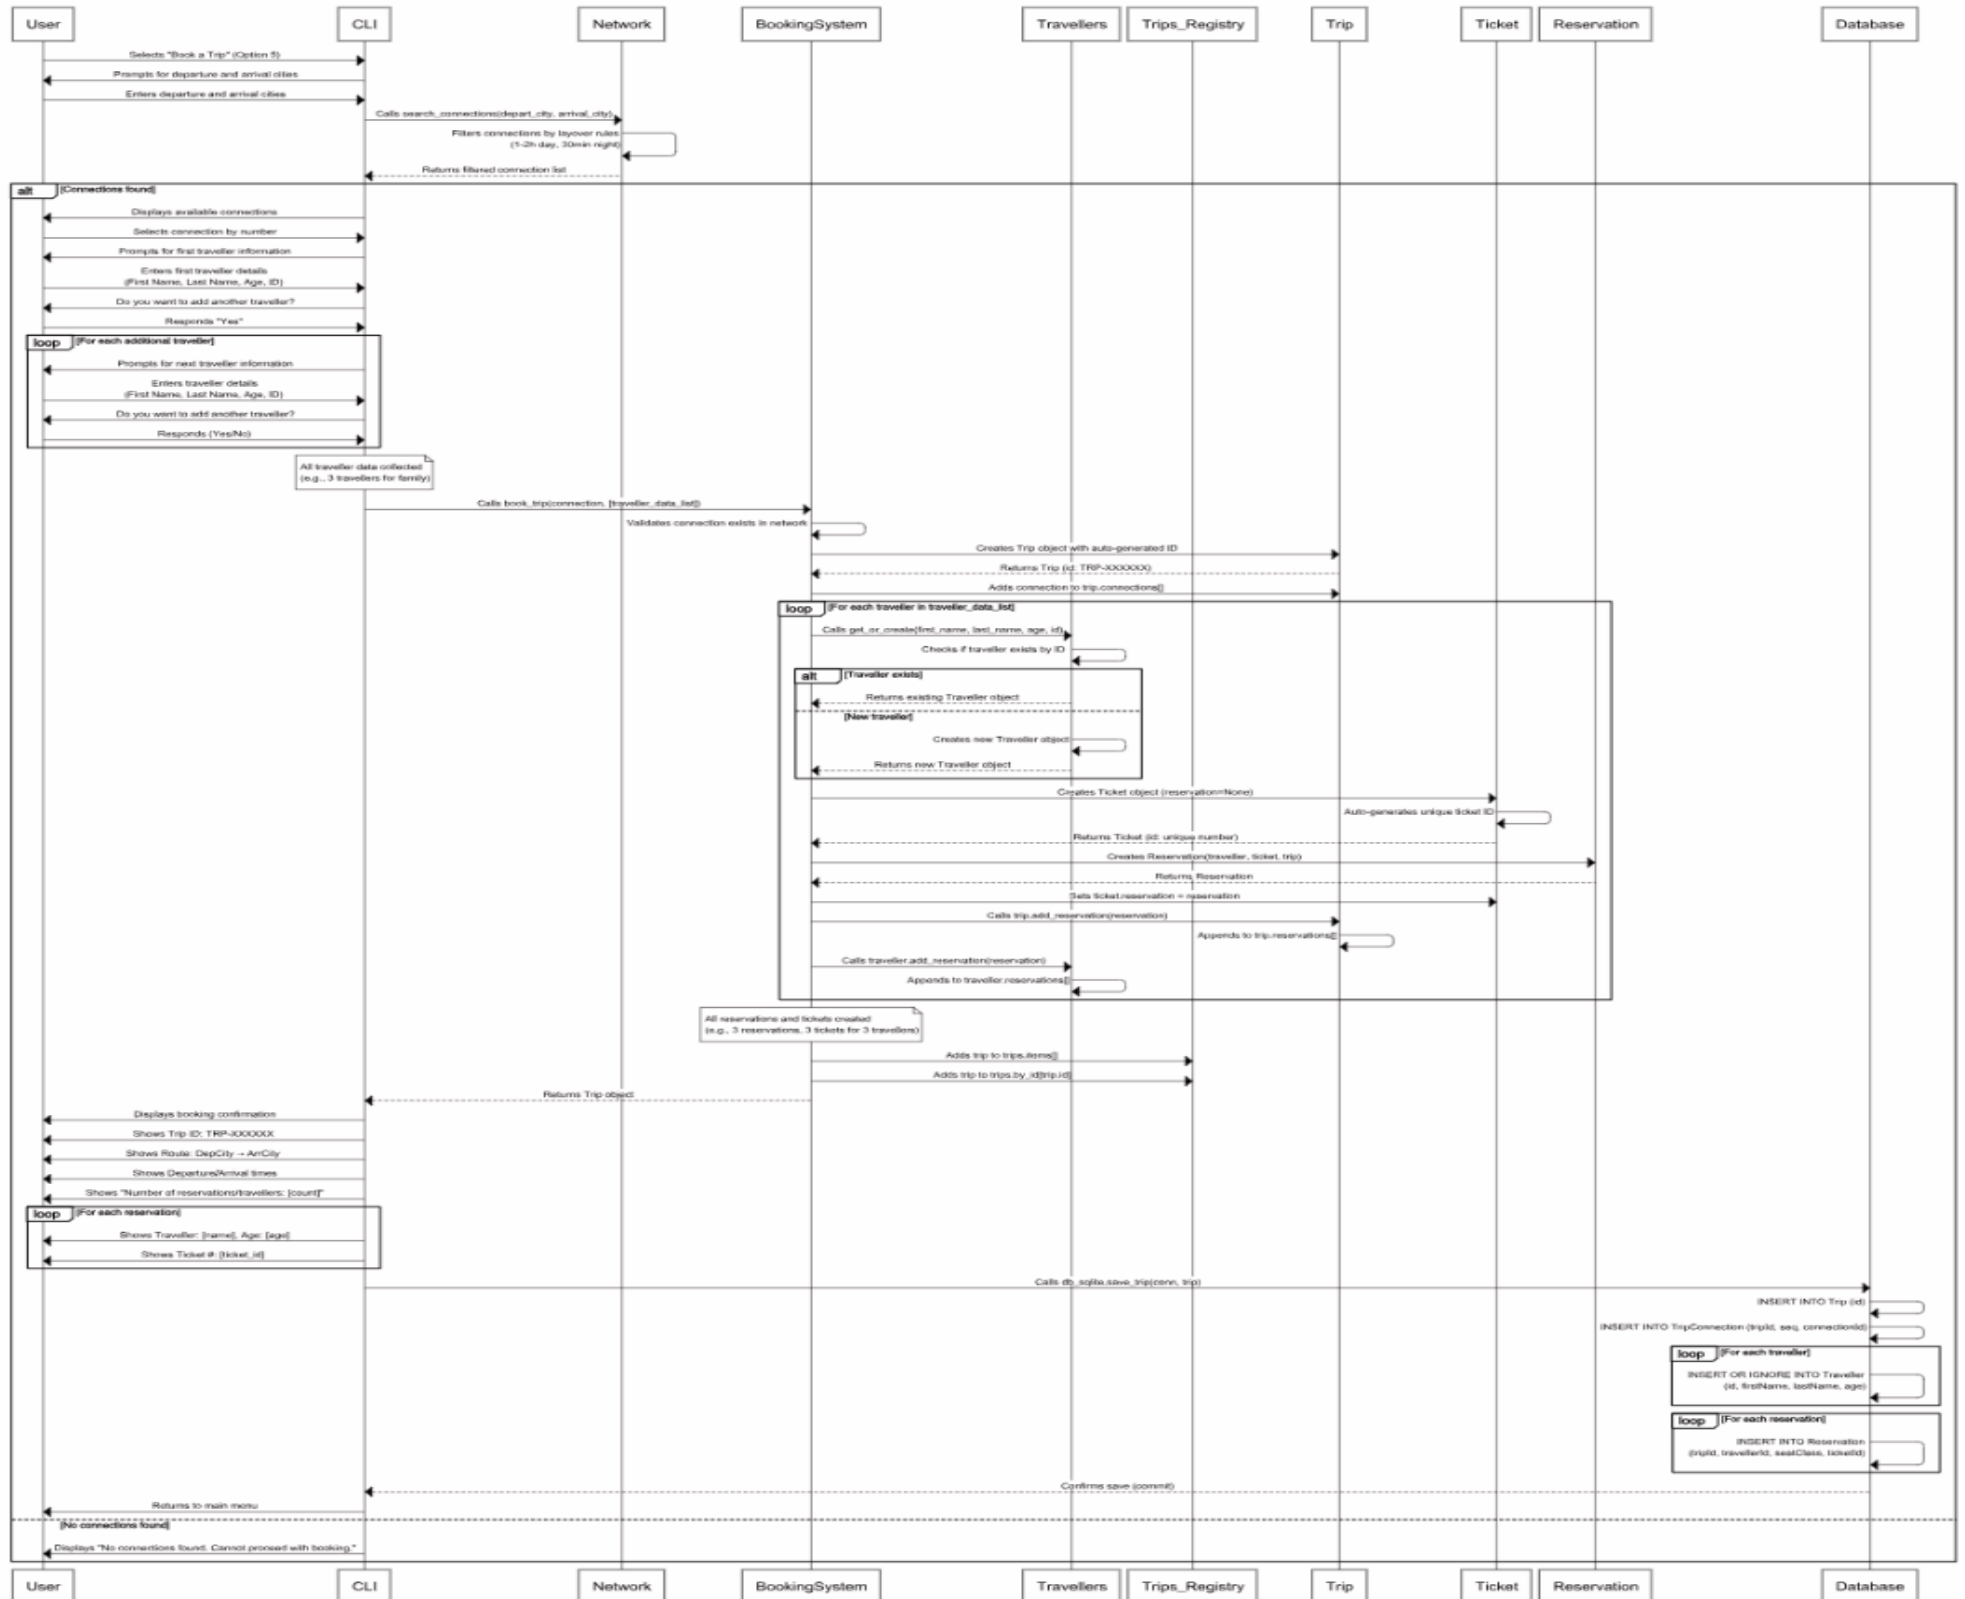 User CLI Network BookingSystem Travellers Trips_Registry Trip Ticket Reservation Database
Selects "Book a Trip" (Option 5)
Prompts for departure and arrival cities
Enters departure and arrival cities
Calls search_connections(depart_city, arrival_city)
Filters connections by layover rules
(1-2h day, 30min night)
Returns filtered connection list
alt [Connections found]
Displays available connections
Selects connection by number
Prompts for first traveller information
Enters first traveller details
(First Name, Last Name, Age, ID)
Do you want to add another traveller?
Responds "Yes"
loop [For each additional traveller]
Prompts for next traveller information
Enters traveller details
(First Name, Last Name, Age, ID)
Do you want to add another traveller?
Responds (Yes/No)
All traveller data collected
(e.g., 3 travellers for family)
Calls book_trip(connection, [traveller_data_list])
Validates connection exists in network
Creates Trip object with auto-generated ID
Returns Trip (id: TRP-XXXXXX)
Adds connection to trip.connections[]
loop [For each traveller in traveller_data_list]
Calls get_or_create(first_name, last_name, age, id)
Checks if traveller exists by ID
alt [Traveller exists]
Returns existing Traveller object
[New traveller]
Creates new Traveller object
Returns new Traveller object
Creates Ticket object (reservation=None)
Auto-generates unique ticket ID
Returns Ticket (id: unique number)
Creates Reservation(traveller, ticket, trip)
Returns Reservation
Sets ticket.reservation = reservation
Calls trip.add_reservation(reservation)
Appends to trip.reservations[]
Calls traveller.add_reservation(reservation)
Appends to traveller.reservations[]
All reservations and tickets created
(e.g., 3 reservations, 3 tickets for 3 travellers)
Adds trip to trips.items[]
Adds trip to trips.by_id[trip.id]
Returns Trip object
Displays booking confirmation
Shows Trip ID: TRP-XXXXXX
Shows Route: DepCity → ArrCity
Shows Departure/Arrival times
Shows "Number of reservations/travellers: [count]"
loop [For each reservation]
Shows Traveller: [name], Age: [age]
Shows Ticket #: [ticket_id]
Calls db_sqlite.save_trip(conn, trip)
INSERT INTO Trip (id)
INSERT INTO TripConnection (tripId, seq, connectionId)
loop [For each traveller]
INSERT OR IGNORE INTO Traveller
(id, firstName, lastName, age)
loop [For each reservation]
INSERT INTO Reservation
(tripId, travellerId, seatClass, ticketId)
Confirms save (commit)
Returns to main menu
[No connections found]
Displays "No connections found. Cannot proceed with booking."
User CLI Network BookingSystem Travellers Trips_Registry Trip Ticket Reservation Database